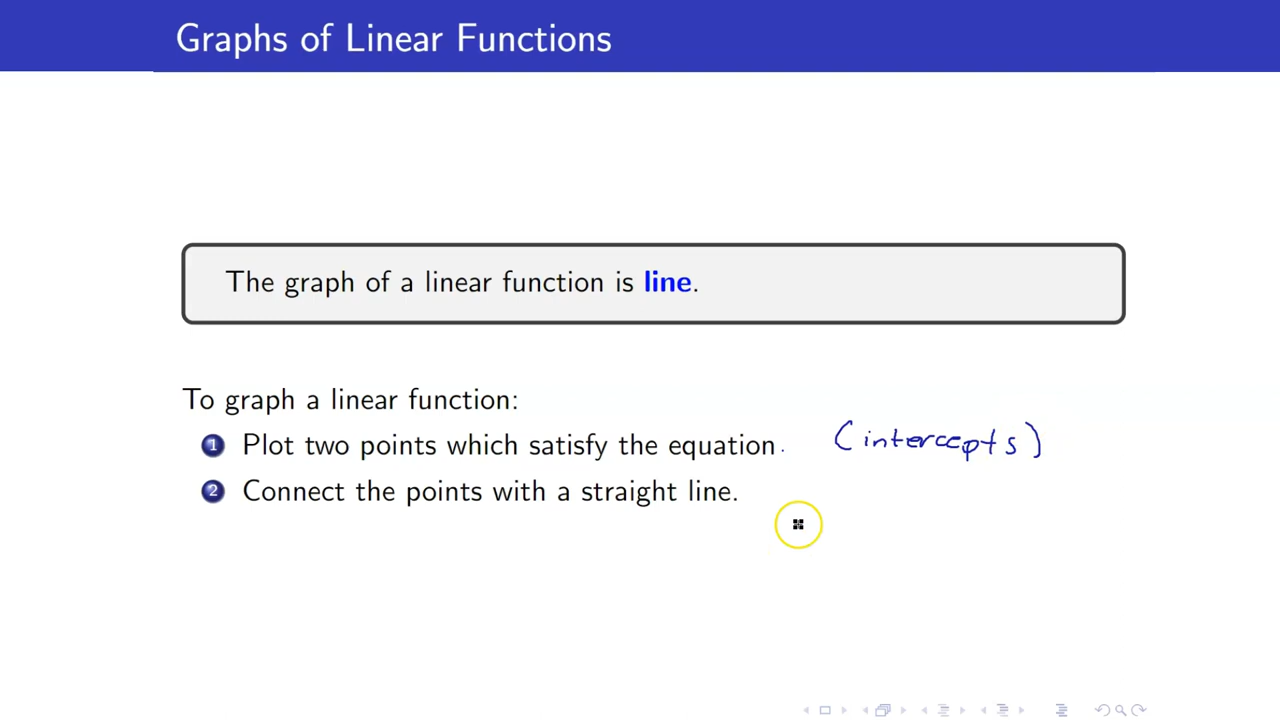 Graphs of Linear Functions
The graph of a linear function is line.
To graph a linear function:
1 Plot two points which satisfy the equation. (intercepts)
2 Connect the points with a straight line.